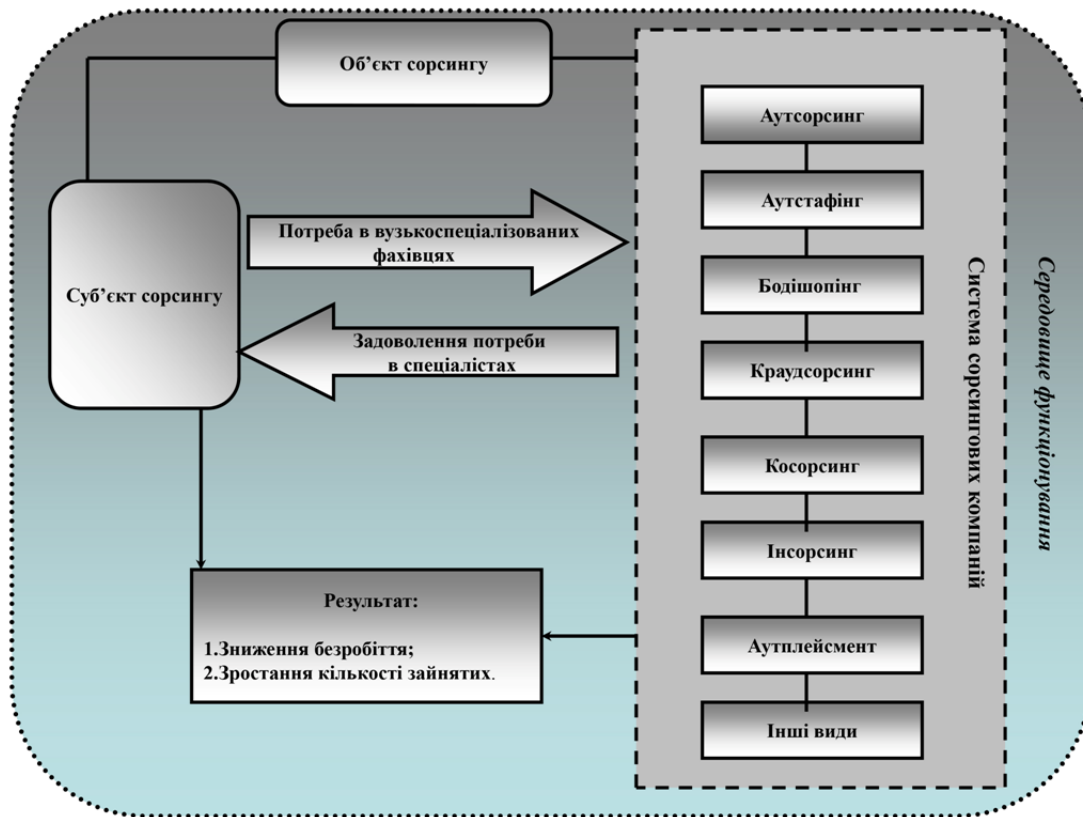 Об’єкт сорсингу
Аутсорсинг
Аутстафінг
Суб’єкт сорсингу
Потреба в вузькоспеціалізованих
фахівцях
Бодішопінг
Задоволення потреби
в спеціалістах
Краудсорсинг
Косорсинг
Інсорсинг
Аутплейсмент
Інші види
Система сорсингових компаній
Середовище функціонування
Результат:
1.Зниження безробіття;
2.Зростання кількості зайнятих.